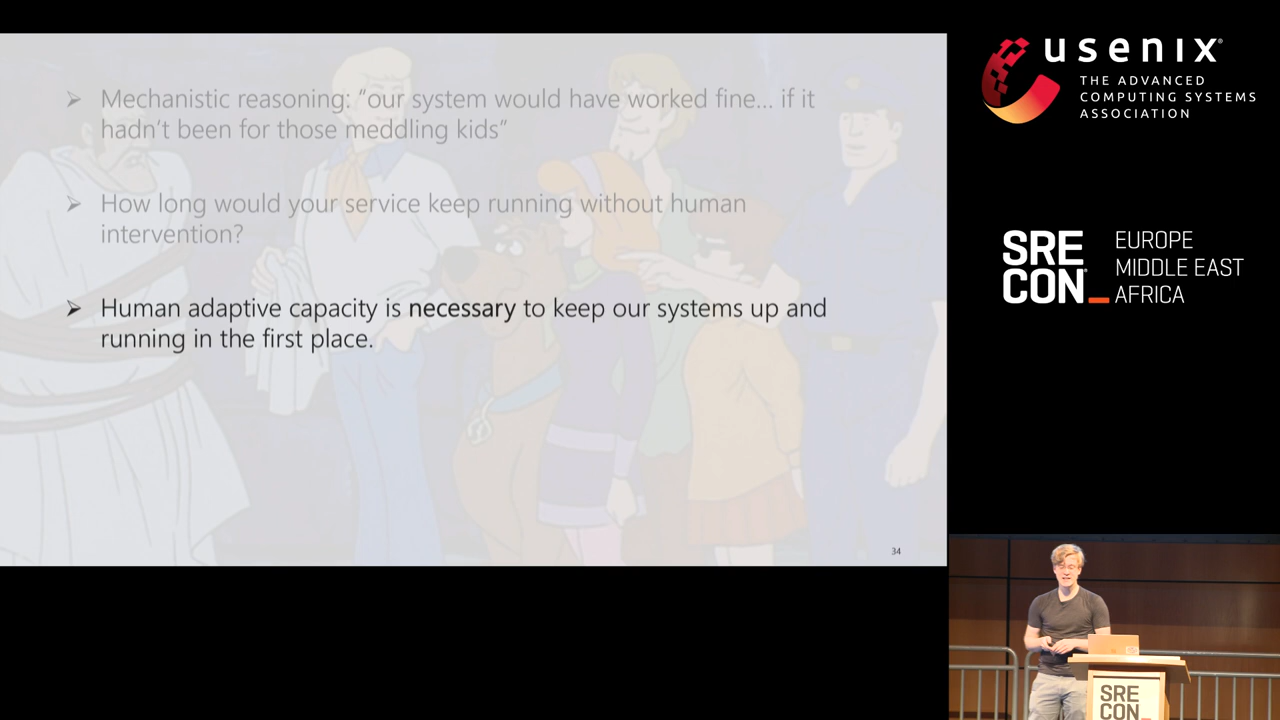 ➢ Mechanistic reasoning: “our system would have worked fine... if it
hadn’t been for those meddling kids”
➢ How long would your service keep running without human
intervention?
➢ Human adaptive capacity is necessary to keep our systems up and
running in the first place.
34
usenix®
THE ADVANCED
COMPUTING SYSTEMS
ASSOCIATION
SRE
CON_
EUROPE
MIDDLE EAST
AFRICA
SRE
CON_